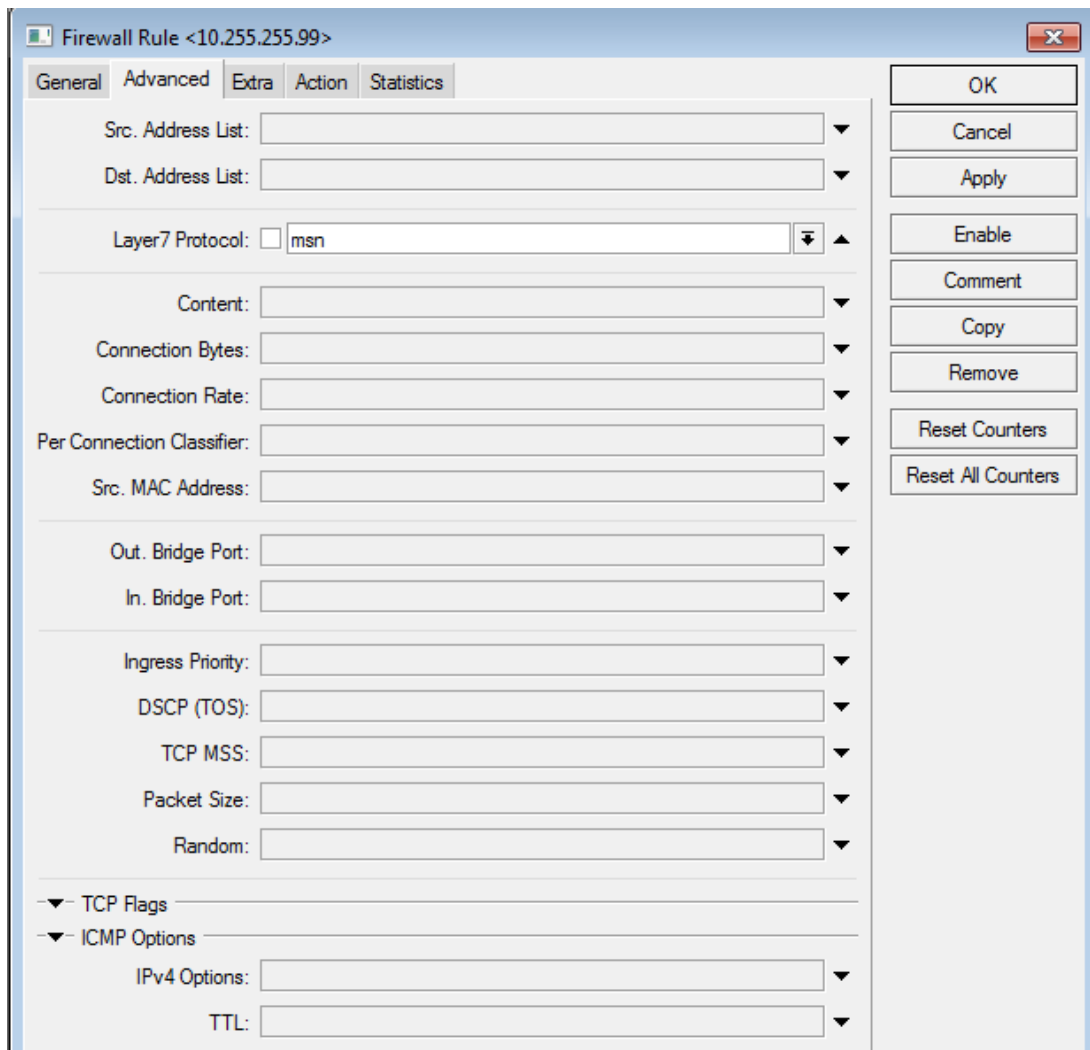 Firewall Rule <10.255.255.99>
General Advanced Extra Action Statistics
OK
Cancel
Apply
Enable
Comment
Copy
Remove
Reset Counters
Reset All Counters
Src. Address List:
Dst. Address List:
Layer7 Protocol: msn
Content:
Connection Bytes:
Connection Rate:
Per Connection Classifier:
Src. MAC Address:
Out. Bridge Port:
In. Bridge Port:
Ingress Priority:
DSCP (TOS):
TCP MSS:
Packet Size:
Random:
TCP Flags
ICMP Options
IPv4 Options:
TTL: